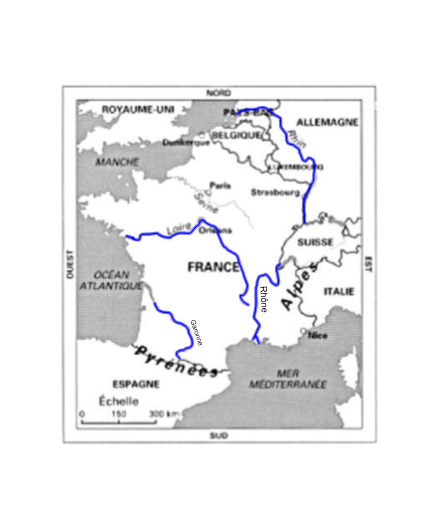 NORD
ROYAUME-UNI
PAYS-BAS
ALLEMAGNE
BELGIQUE
Rhin
Dunkerque
MANCHE
LUXEMBOURG
Paris
Strasbourg
Seine
Loire
Orléans
SUISSE
OUEST
EST
FRANCE
OCÉAN
ATLANTIQUE
Rhône
Alpes
ITALIE
Garonne
Nice
Pyrénées
MER
MÉDITERRANÉE
ESPAGNE
Échelle
0 150 300 km
SUD